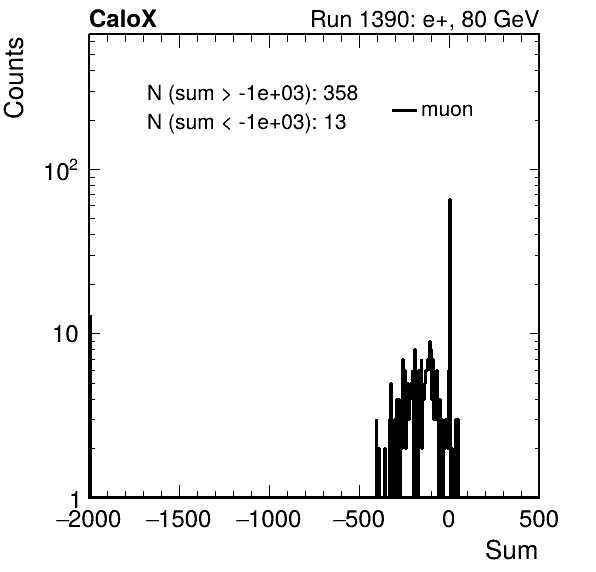 CaloX Run 1390: e+, 80 GeV
Counts
N (sum > -1e+03): 358
N (sum < -1e+03): 13
muon
10²
10
1
−2000 −1500 −1000 −500 0 500
Sum